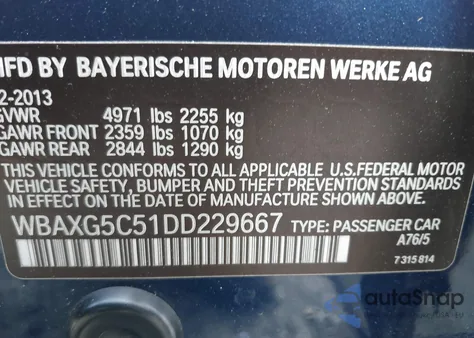 MFD BY BAYERISCHE MOTOREN WERKE AG
2-2013
GVWR 4971 lbs 2255 kg
GAWR FRONT 2359 lbs 1070 kg
GAWR REAR 2844 lbs 1290 kg
THIS VEHICLE CONFORMS TO ALL APPLICABLE U.S.FEDERAL MOTOR
VEHICLE SAFETY, BUMPER AND THEFT PREVENTION STANDARDS
IN EFFECT ON THE DATE OF MANUFACTURE SHOWN ABOVE.
WBAXG5C51DD229667 TYPE: PASSENGER CAR
A76/5
7 315 814
autoSnap